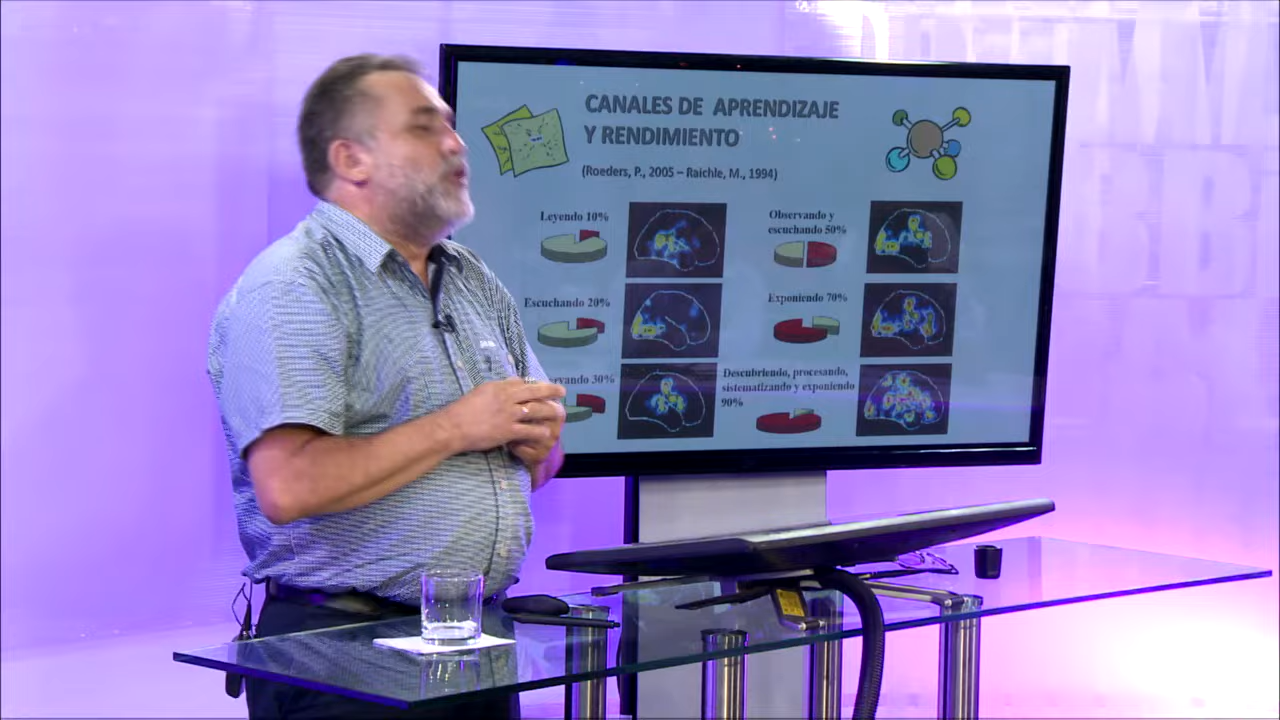 CANALES DE APRENDIZAJE
Y RENDIMIENTO
(Roeders, P., 2005 – Raichle, M., 1994)
Leyendo 10%
Observando y
escuchando 50%
Escuchando 20%
Exponiendo 70%
30%
Descubriendo, procesando,
sistematizando y exponiendo
90%